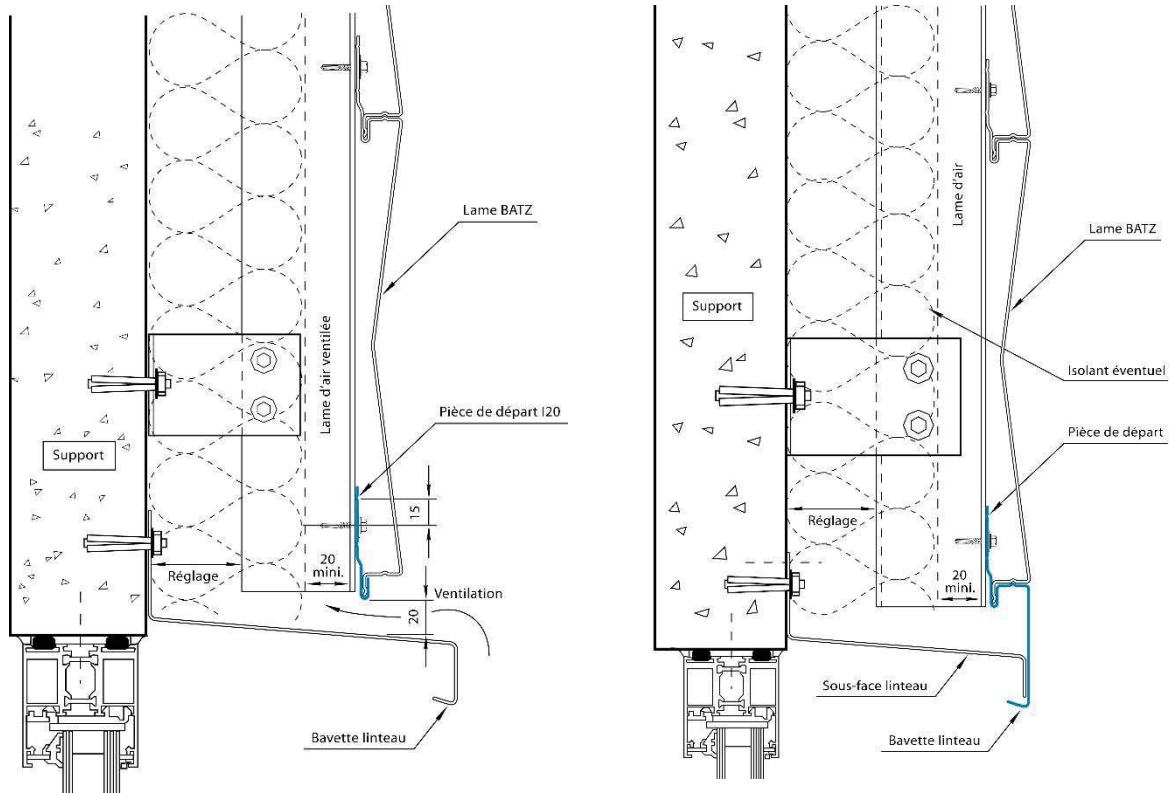 Lame BATZ
Lame d'air ventilée
Pièce de départ I20
Support
15
Réglage
20
mini.
Ventilation
20
Bavette linteau
Lame d'air
Lame BATZ
Support
Isolant éventuel
Pièce de départ
Réglage
20
mini.
Sous-face linteau
Bavette linteau